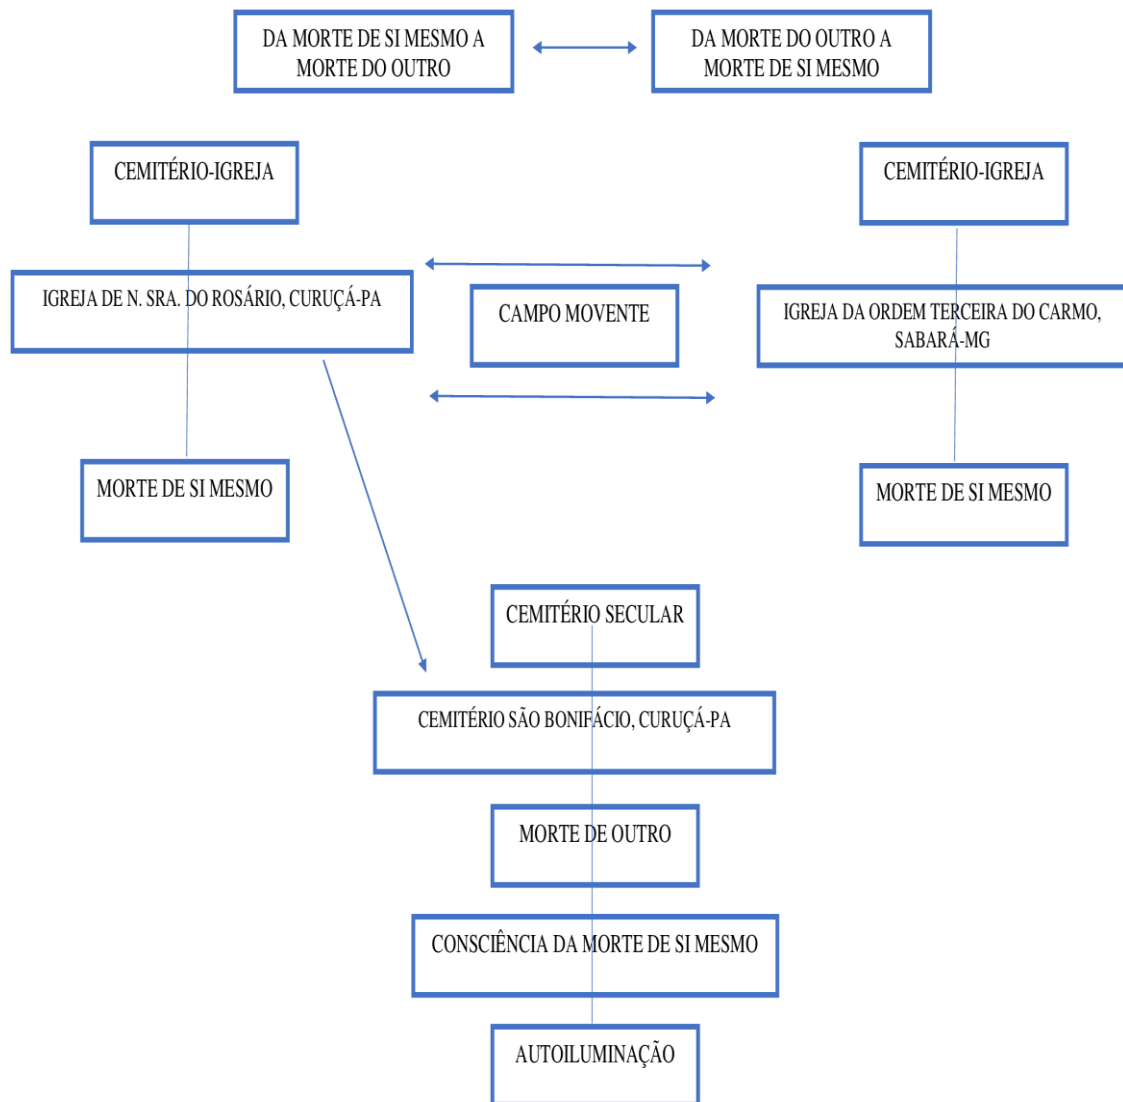 DA MORTE DE SI MESMO A
MORTE DO OUTRO
DA MORTE DO OUTRO A
MORTE DE SI MESMO
CEMITÉRIO-IGREJA
CEMITÉRIO-IGREJA
IGREJA DE N. SRA. DO ROSÁRIO, CURUÇÁ-PA
CAMPO MOVENTE
IGREJA DA ORDEM TERCEIRA DO CARMO,
SABARÁ-MG
MORTE DE SI MESMO
MORTE DE SI MESMO
CEMITÉRIO SECULAR
CEMITÉRIO SÃO BONIFÁCIO, CURUÇÁ-PA
MORTE DE OUTRO
CONSCIÊNCIA DA MORTE DE SI MESMO
AUTOILUMINAÇÃO